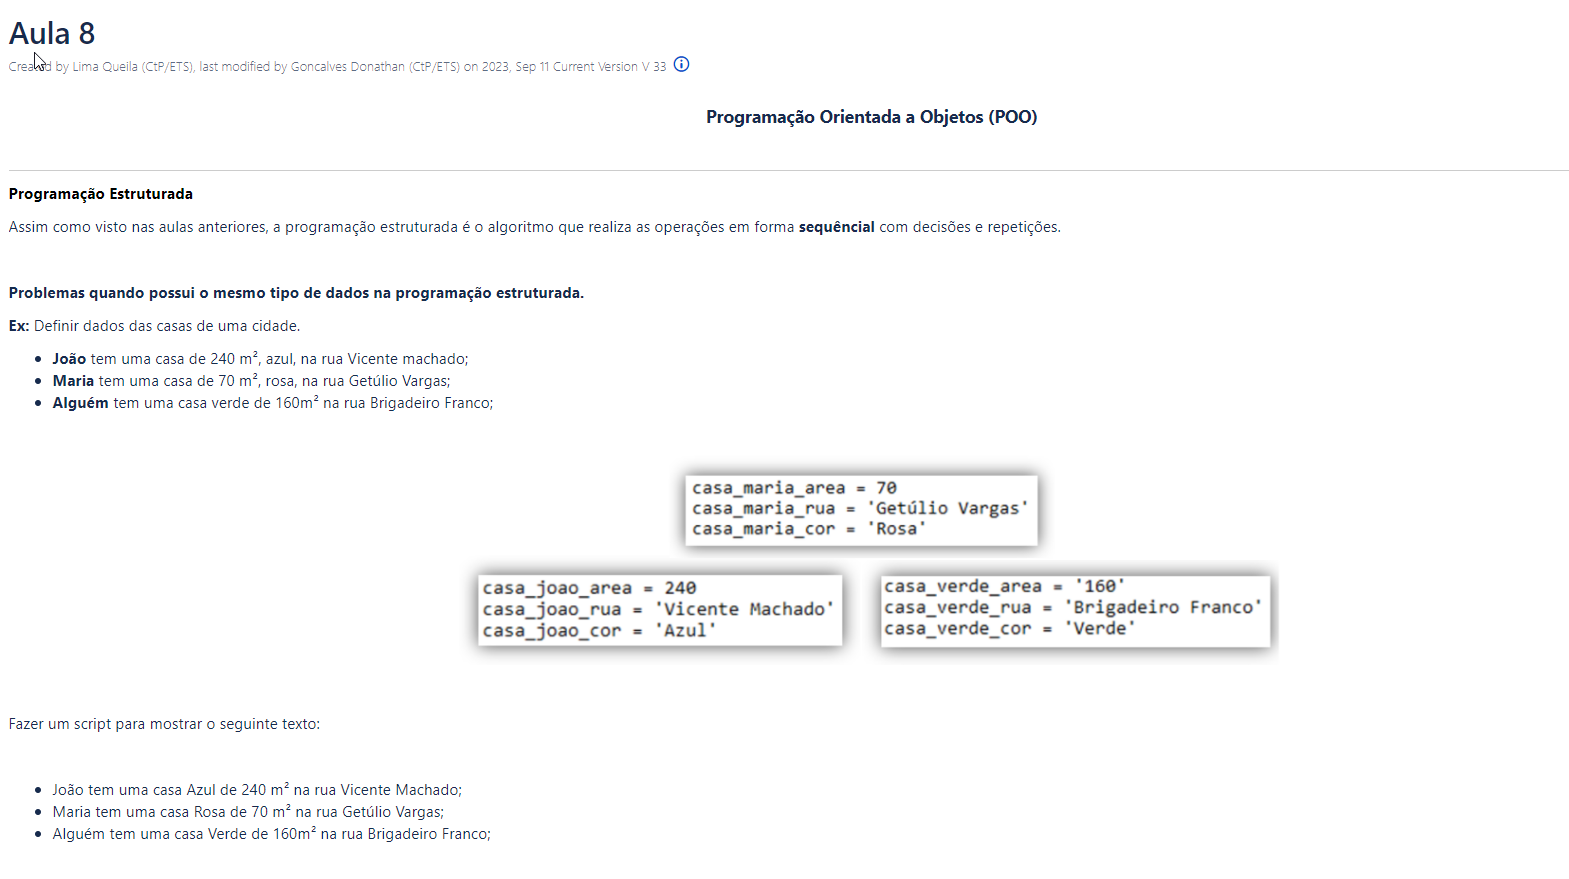 Aula 8
Created by Lima Queila (CtP/ETS), last modified by Goncalves Donathan (CtP/ETS) on 2023, Sep 11 Current Version V 33
Programação Orientada a Objetos (POO)
Programação Estruturada
Assim como visto nas aulas anteriores, a programação estruturada é o algoritmo que realiza as operações em forma sequêncial com decisões e repetições.
Problemas quando possui o mesmo tipo de dados na programação estruturada.
Ex: Definir dados das casas de uma cidade.
• João tem uma casa de 240 m², azul, na rua Vicente machado;
• Maria tem uma casa de 70 m², rosa, na rua Getúlio Vargas;
• Alguém tem uma casa verde de 160m² na rua Brigadeiro Franco;
casa_maria_area = 70
casa_maria_rua = 'Getúlio Vargas'
casa_maria_cor = 'Rosa'
casa_joao_area = 240
casa_joao_rua = 'Vicente Machado'
casa_joao_cor = 'Azul'
casa_verde_area = '160'
casa_verde_rua = 'Brigadeiro Franco'
casa_verde_cor = 'Verde'
Fazer um script para mostrar o seguinte texto:
• João tem uma casa Azul de 240 m² na rua Vicente Machado;
• Maria tem uma casa Rosa de 70 m² na rua Getúlio Vargas;
• Alguém tem uma casa Verde de 160m² na rua Brigadeiro Franco;